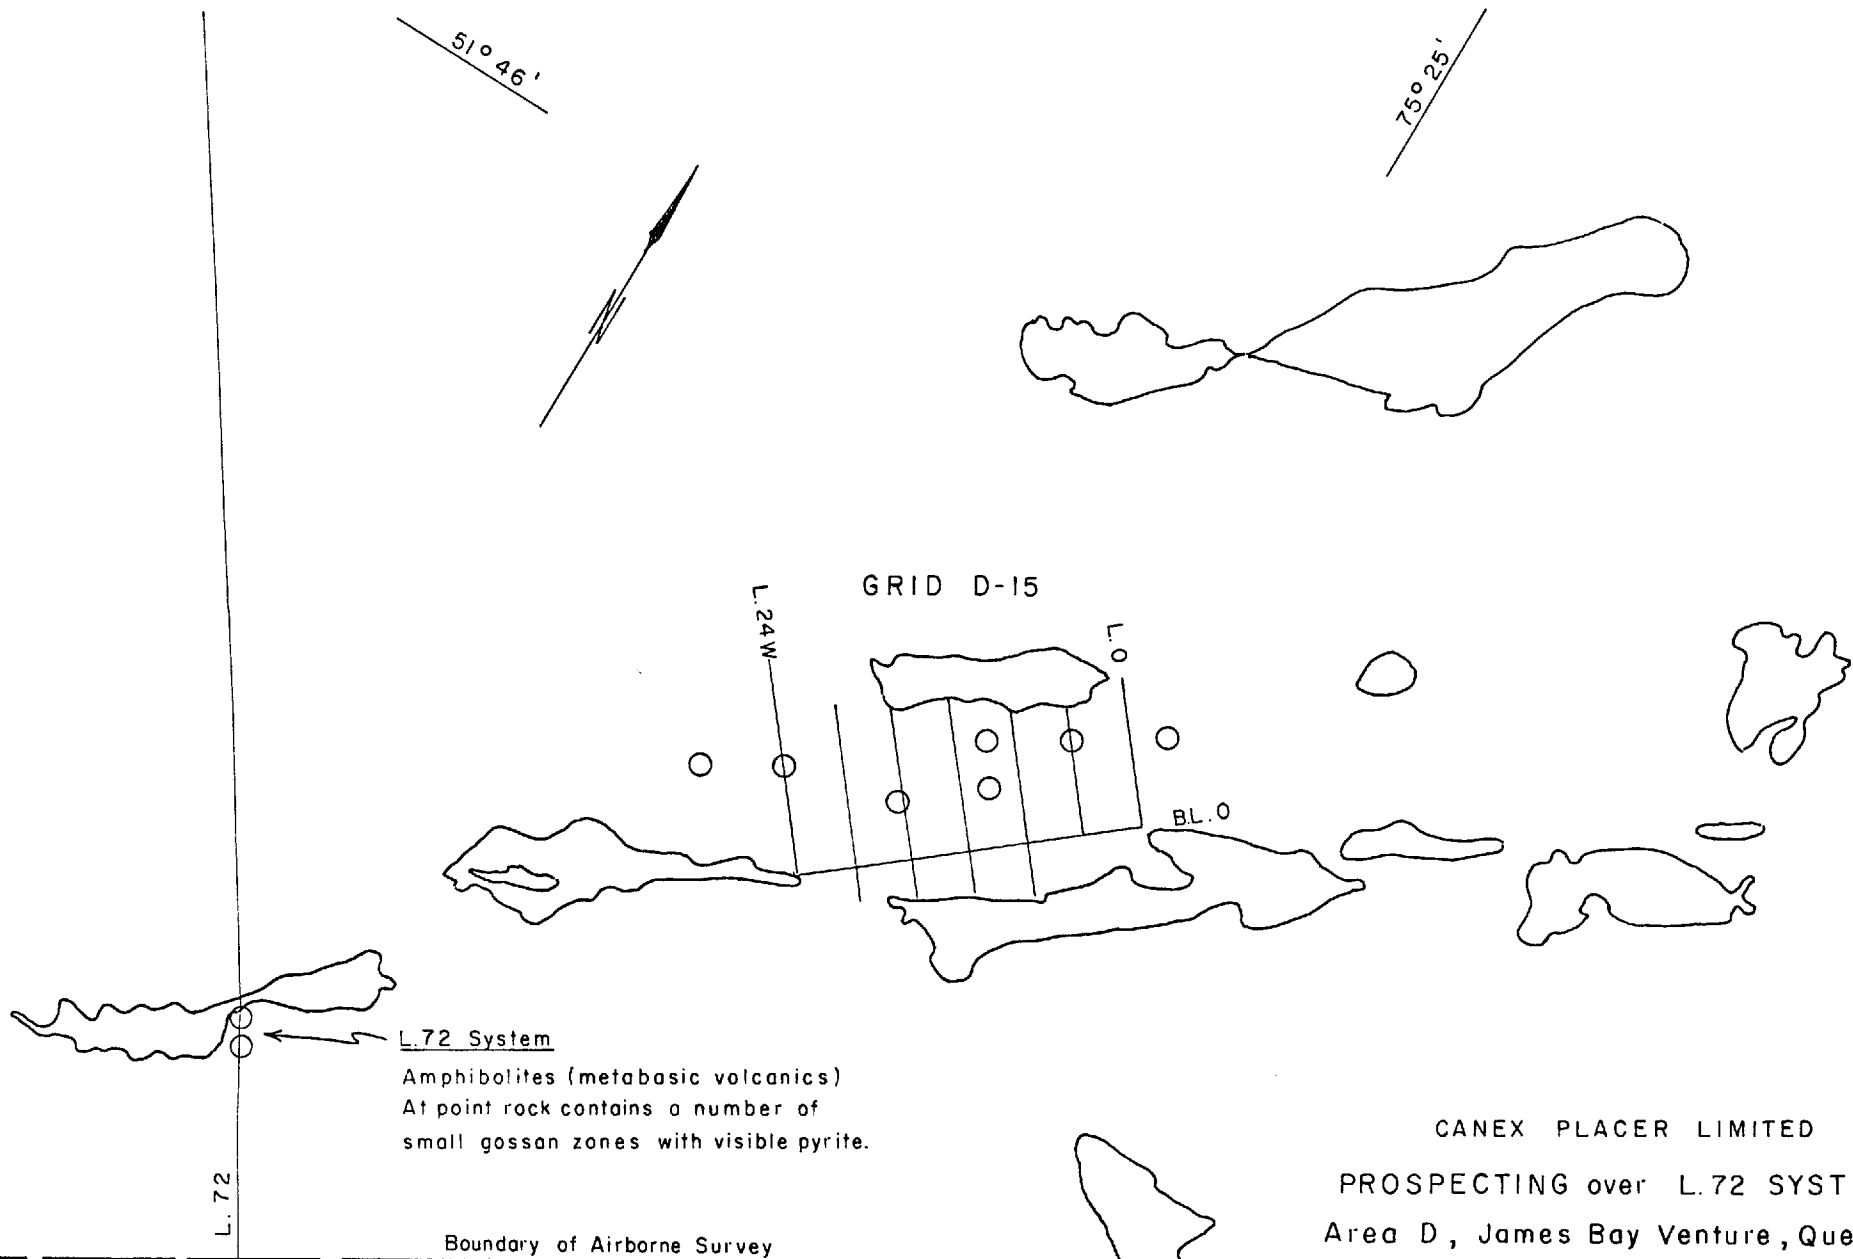 51° 46'
75° 25'
N
GRID D-15
L.24W
L.0
B.L.0
L.72 System
Amphibolites (metabasic volcanics)
At point rock contains a number of
small gossan zones with visible pyrite.
L.72
Boundary of Airborne Survey
CANEX PLACER LIMITED
PROSPECTING over L.72 SYST
Area D, James Bay Venture, Que